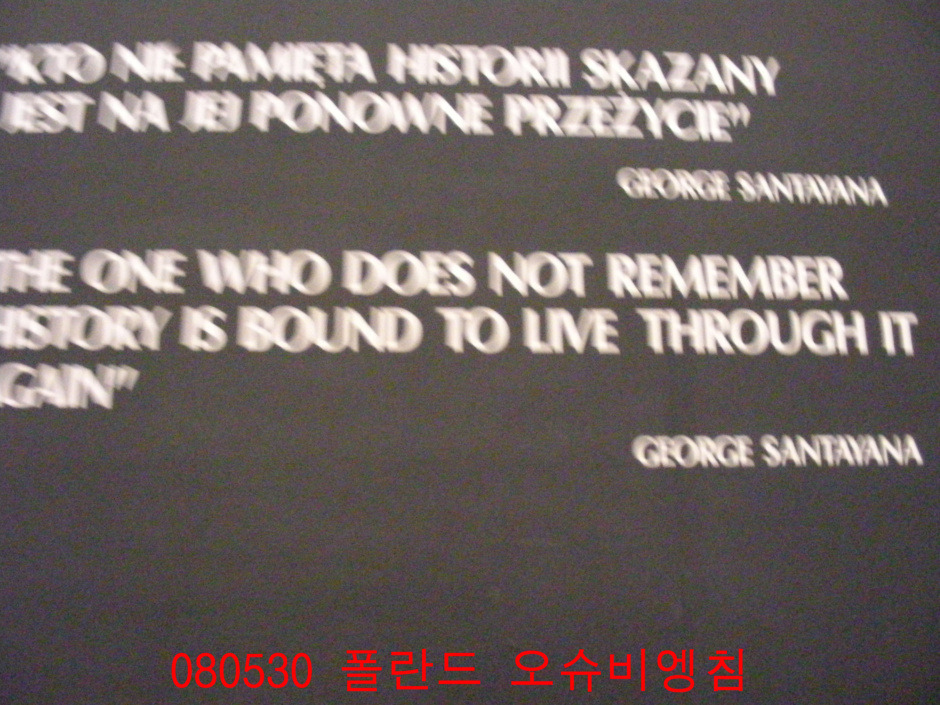 "KTO NIE PAMIĘTA HISTORII SKAZANY
JEST NA JEJ PONOWNE PRZEŻYCIE"
GEORGE SANTAYANA
THE ONE WHO DOES NOT REMEMBER
HISTORY IS BOUND TO LIVE THROUGH IT
GAIN"
GEORGE SANTAYANA
080530 폴란드 오슈비엥침